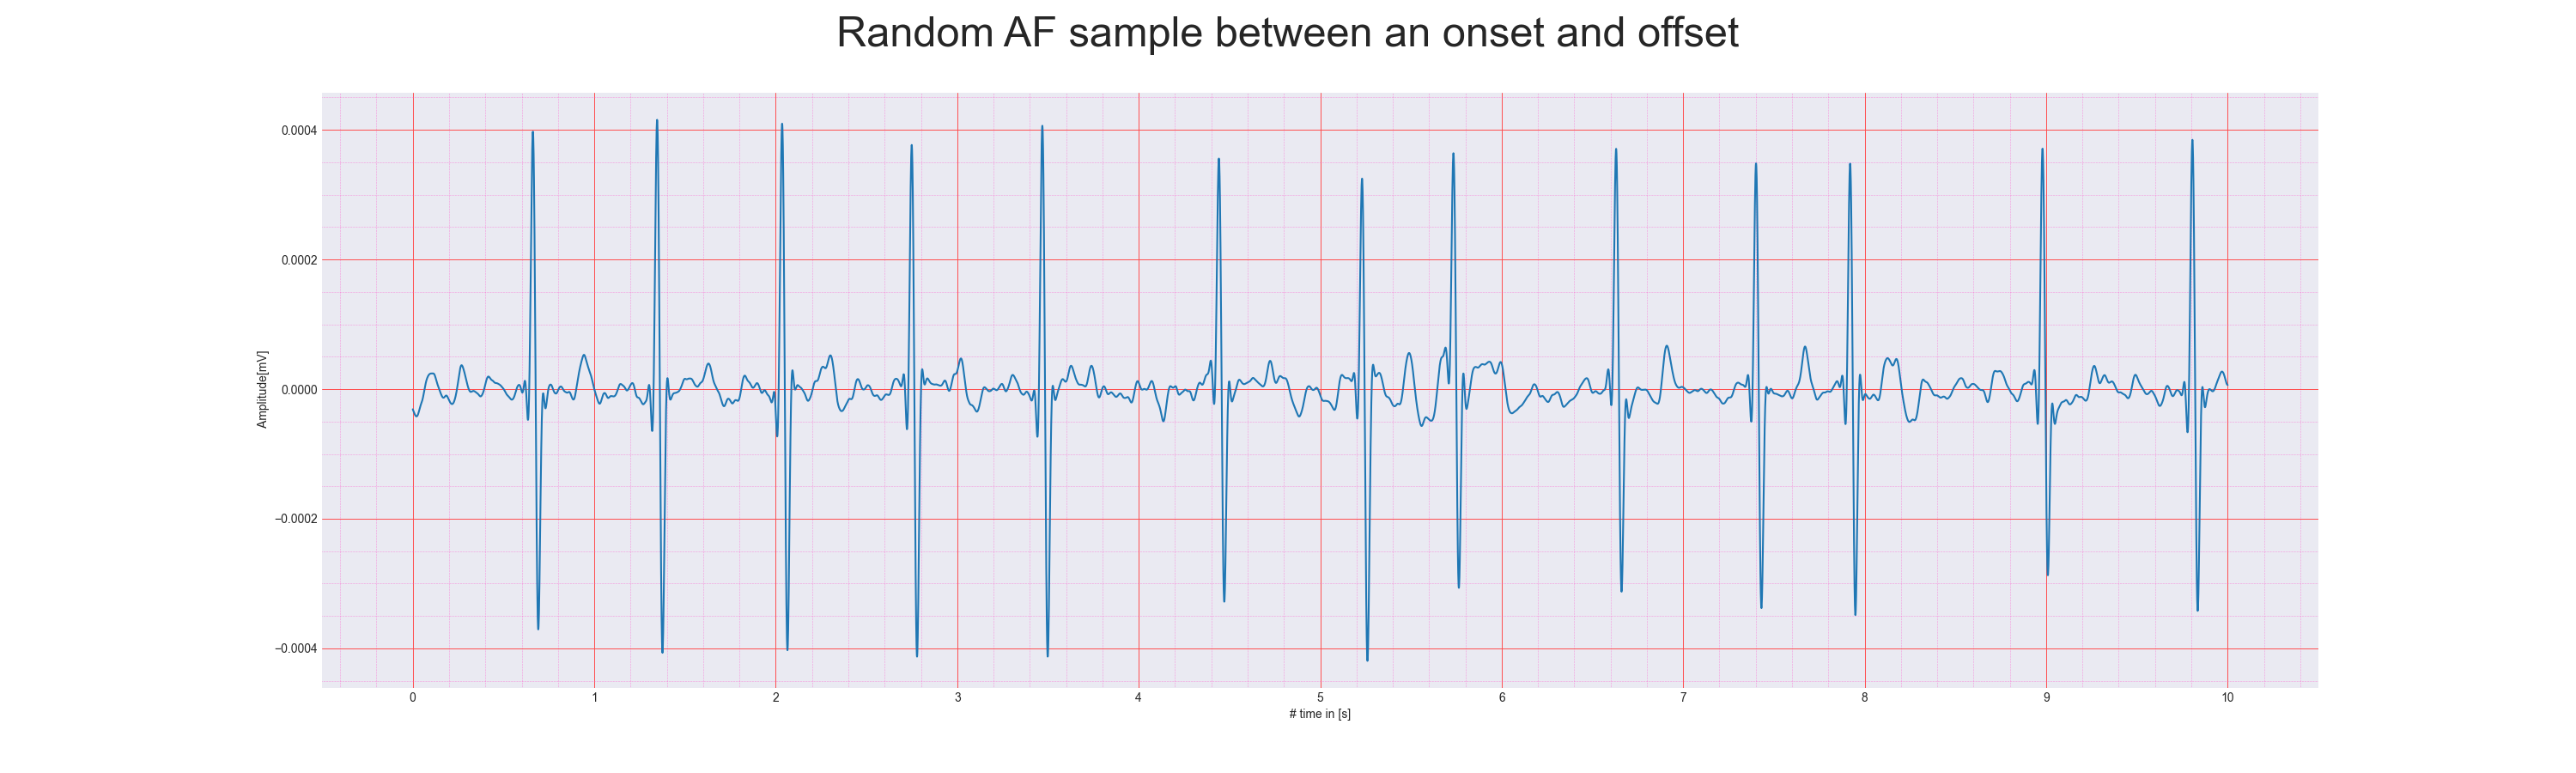 Random AF sample between an onset and offset
0.0004
0.0002
0.0000
−0.0002
−0.0004
Amplitude[mV]
0 1 2 3 4 5 6 7 8 9 10
# time in [s]